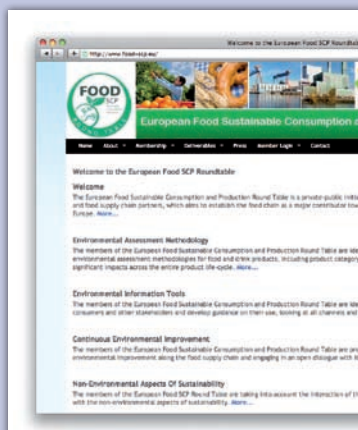 Welcome to the European Food SCP Roundtable
http://www.food-scp.eu/
FOOD
SCP
ROUND TABLE
European Food Sustainable Consumption a
Home About Membership Deliverables Press Member Login Contact
Welcome to the European Food SCP Roundtable
Welcome
The European Food Sustainable Consumption and Production Round Table is a private-public initia
and food supply chain partners, which aims to establish the food chain as a major contributor tow
Europe. More...
Environmental Assessment Methodology
The members of the European Food Sustainable Consumption and Production Round Table are ide
environmental assessment methodologies for food and drink products, including product category
significant impacts across the entire product life-cycle. More...
Environmental Information Tools
The members of the European Food Sustainable Consumption and Production Round Table are ide
consumers and other stakeholders and develop guidance on their use, looking at all channels and
Continuous Environmental Improvement
The members of the European Food Sustainable Consumption and Production Round Table are pro
environmental improvement along the food supply chain and engaging in an open dialogue with it
Non-Environmental Aspects Of Sustainability
The members of the European Food SCP Round Table are taking into account the interaction of th
with the non-environmental aspects of sustainability. More...